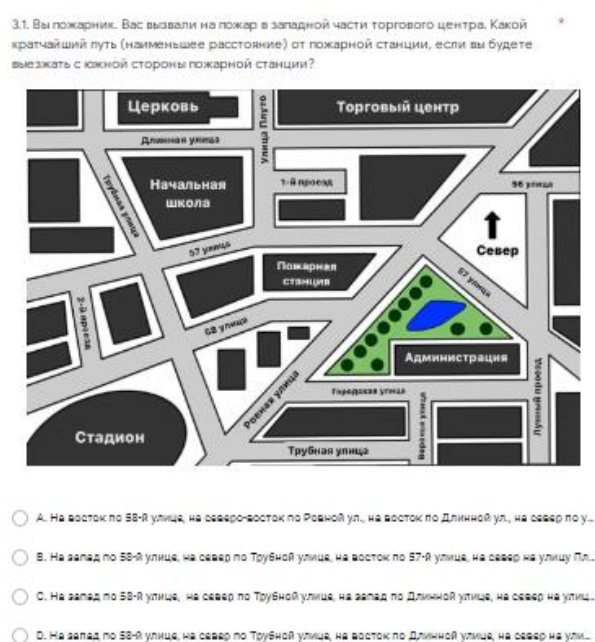 3.1. Вы пожарник. Вас вызвали на пожар в западной части торгового центра. Какой *
кратчайший путь (наименьшее расстояние) от пожарной станции, если вы будете
выезжать с южной стороны пожарной станции?
Церковь
Торговый центр
Улица Плуто
Длинная улица
Трубная улица
Начальная
школа
1-й проезд
56 улица
Север
57 улица
57 улица
Пожарная
станция
2-й проезд
58 улица
Администрация
Лунный проезд
Ровная улица
Городская улица
Стадион
Трубная улица
A. На восток по 58-й улице, на северо-восток по Ровной ул., на восток по Длинной ул., на север по у...
B. На запад по 58-й улице, на север по Трубной улице, на восток по 57-й улице, на север на улицу Пл...
C. На запад по 58-й улице, на север по Трубной улице, на запад по Длинной улице, на север на улиц...
D. На запад по 58-й улице, на север по Трубной улице, на восток по Длинной улице, на север на ули...